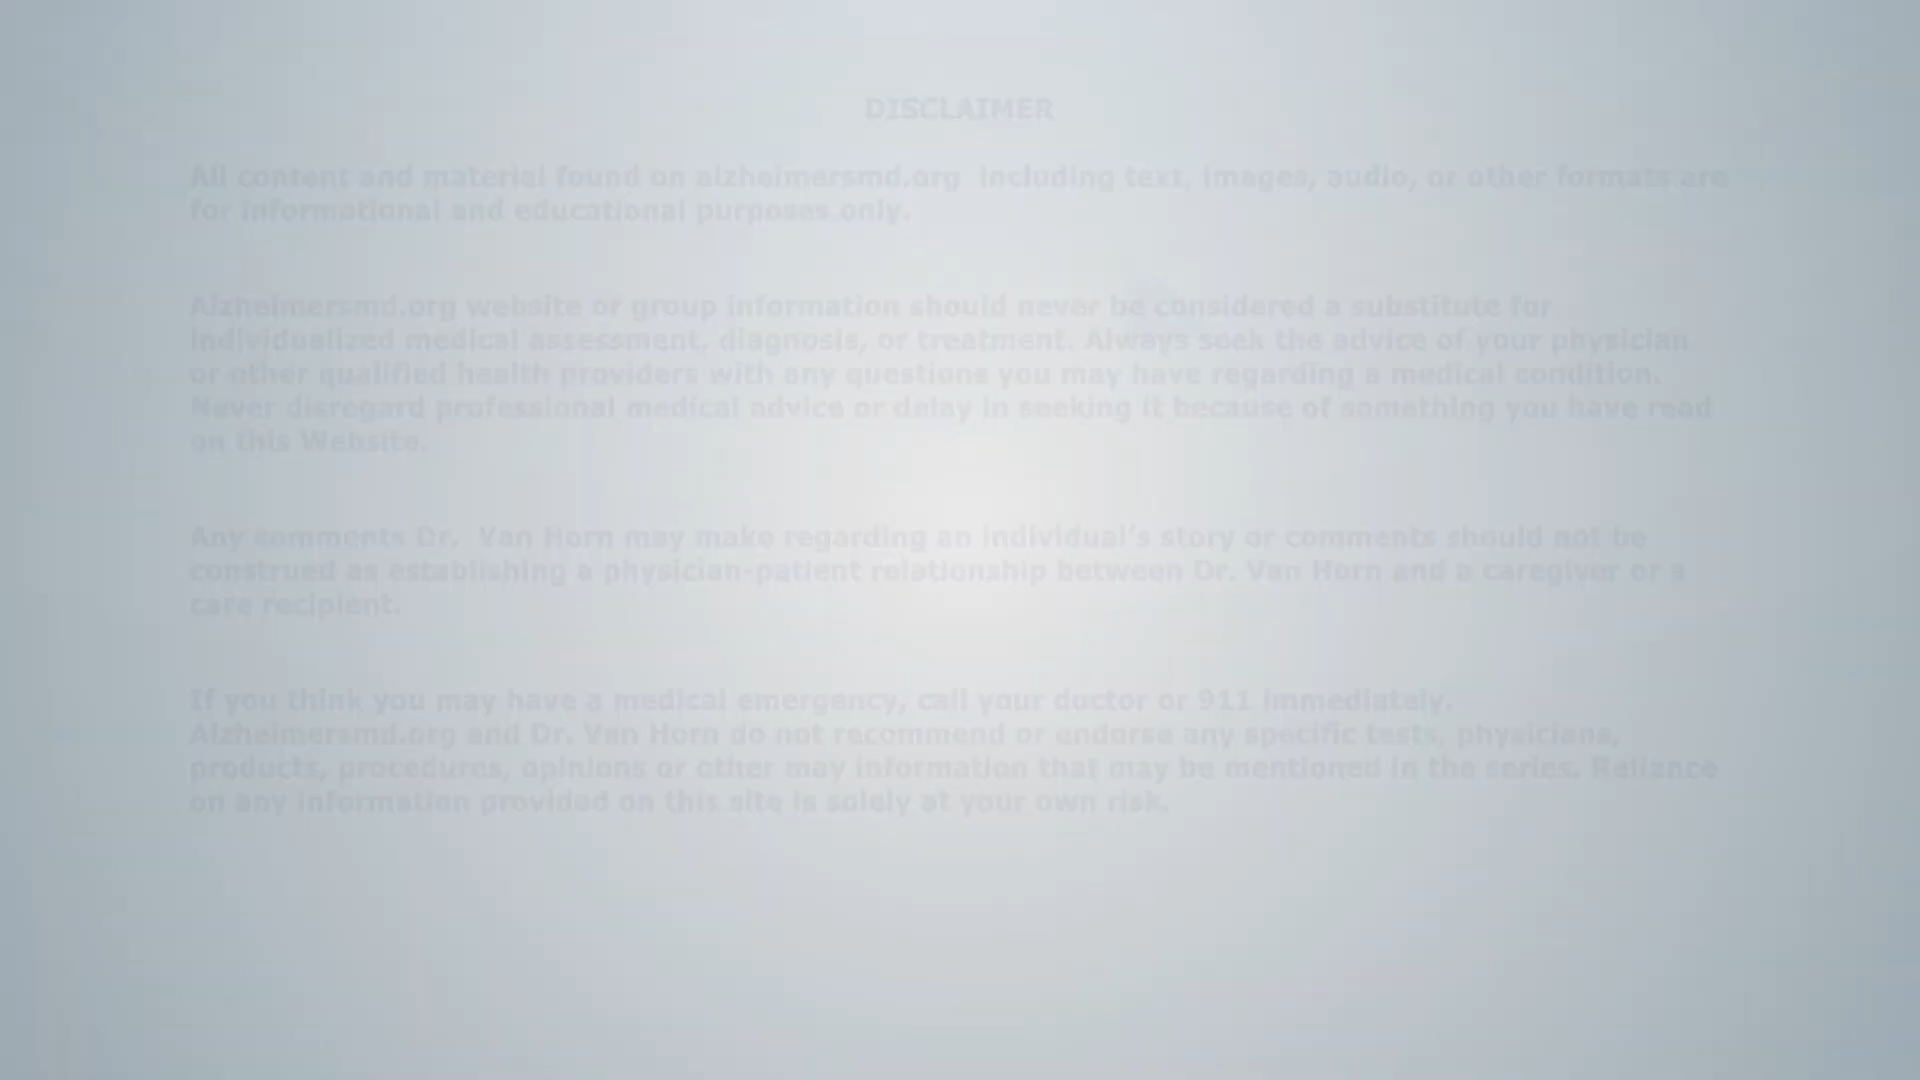 DISCLAIMER
All content and material found on alzheimersmd.org including text, images, audio, or other formats are
for informational and educational purposes only.
Alzheimersmd.org website or group information should never be considered a substitute for
individualized medical assessment, diagnosis, or treatment. Always seek the advice of your physician
or other qualified health providers with any questions you may have regarding a medical condition.
Never disregard professional medical advice or delay in seeking it because of something you have read
on this Website.
Any comments Dr. Van Horn may make regarding an individual's story or comments should not be
construed as establishing a physician-patient relationship between Dr. Van Horn and a caregiver or a
care recipient.
If you think you may have a medical emergency, call your doctor or 911 immediately.
Alzheimersmd.org and Dr. Van Horn do not recommend or endorse any specific tests, physicians,
products, procedures, opinions or other may information that may be mentioned in the series. Reliance
on any information provided on this site is solely at your own risk.